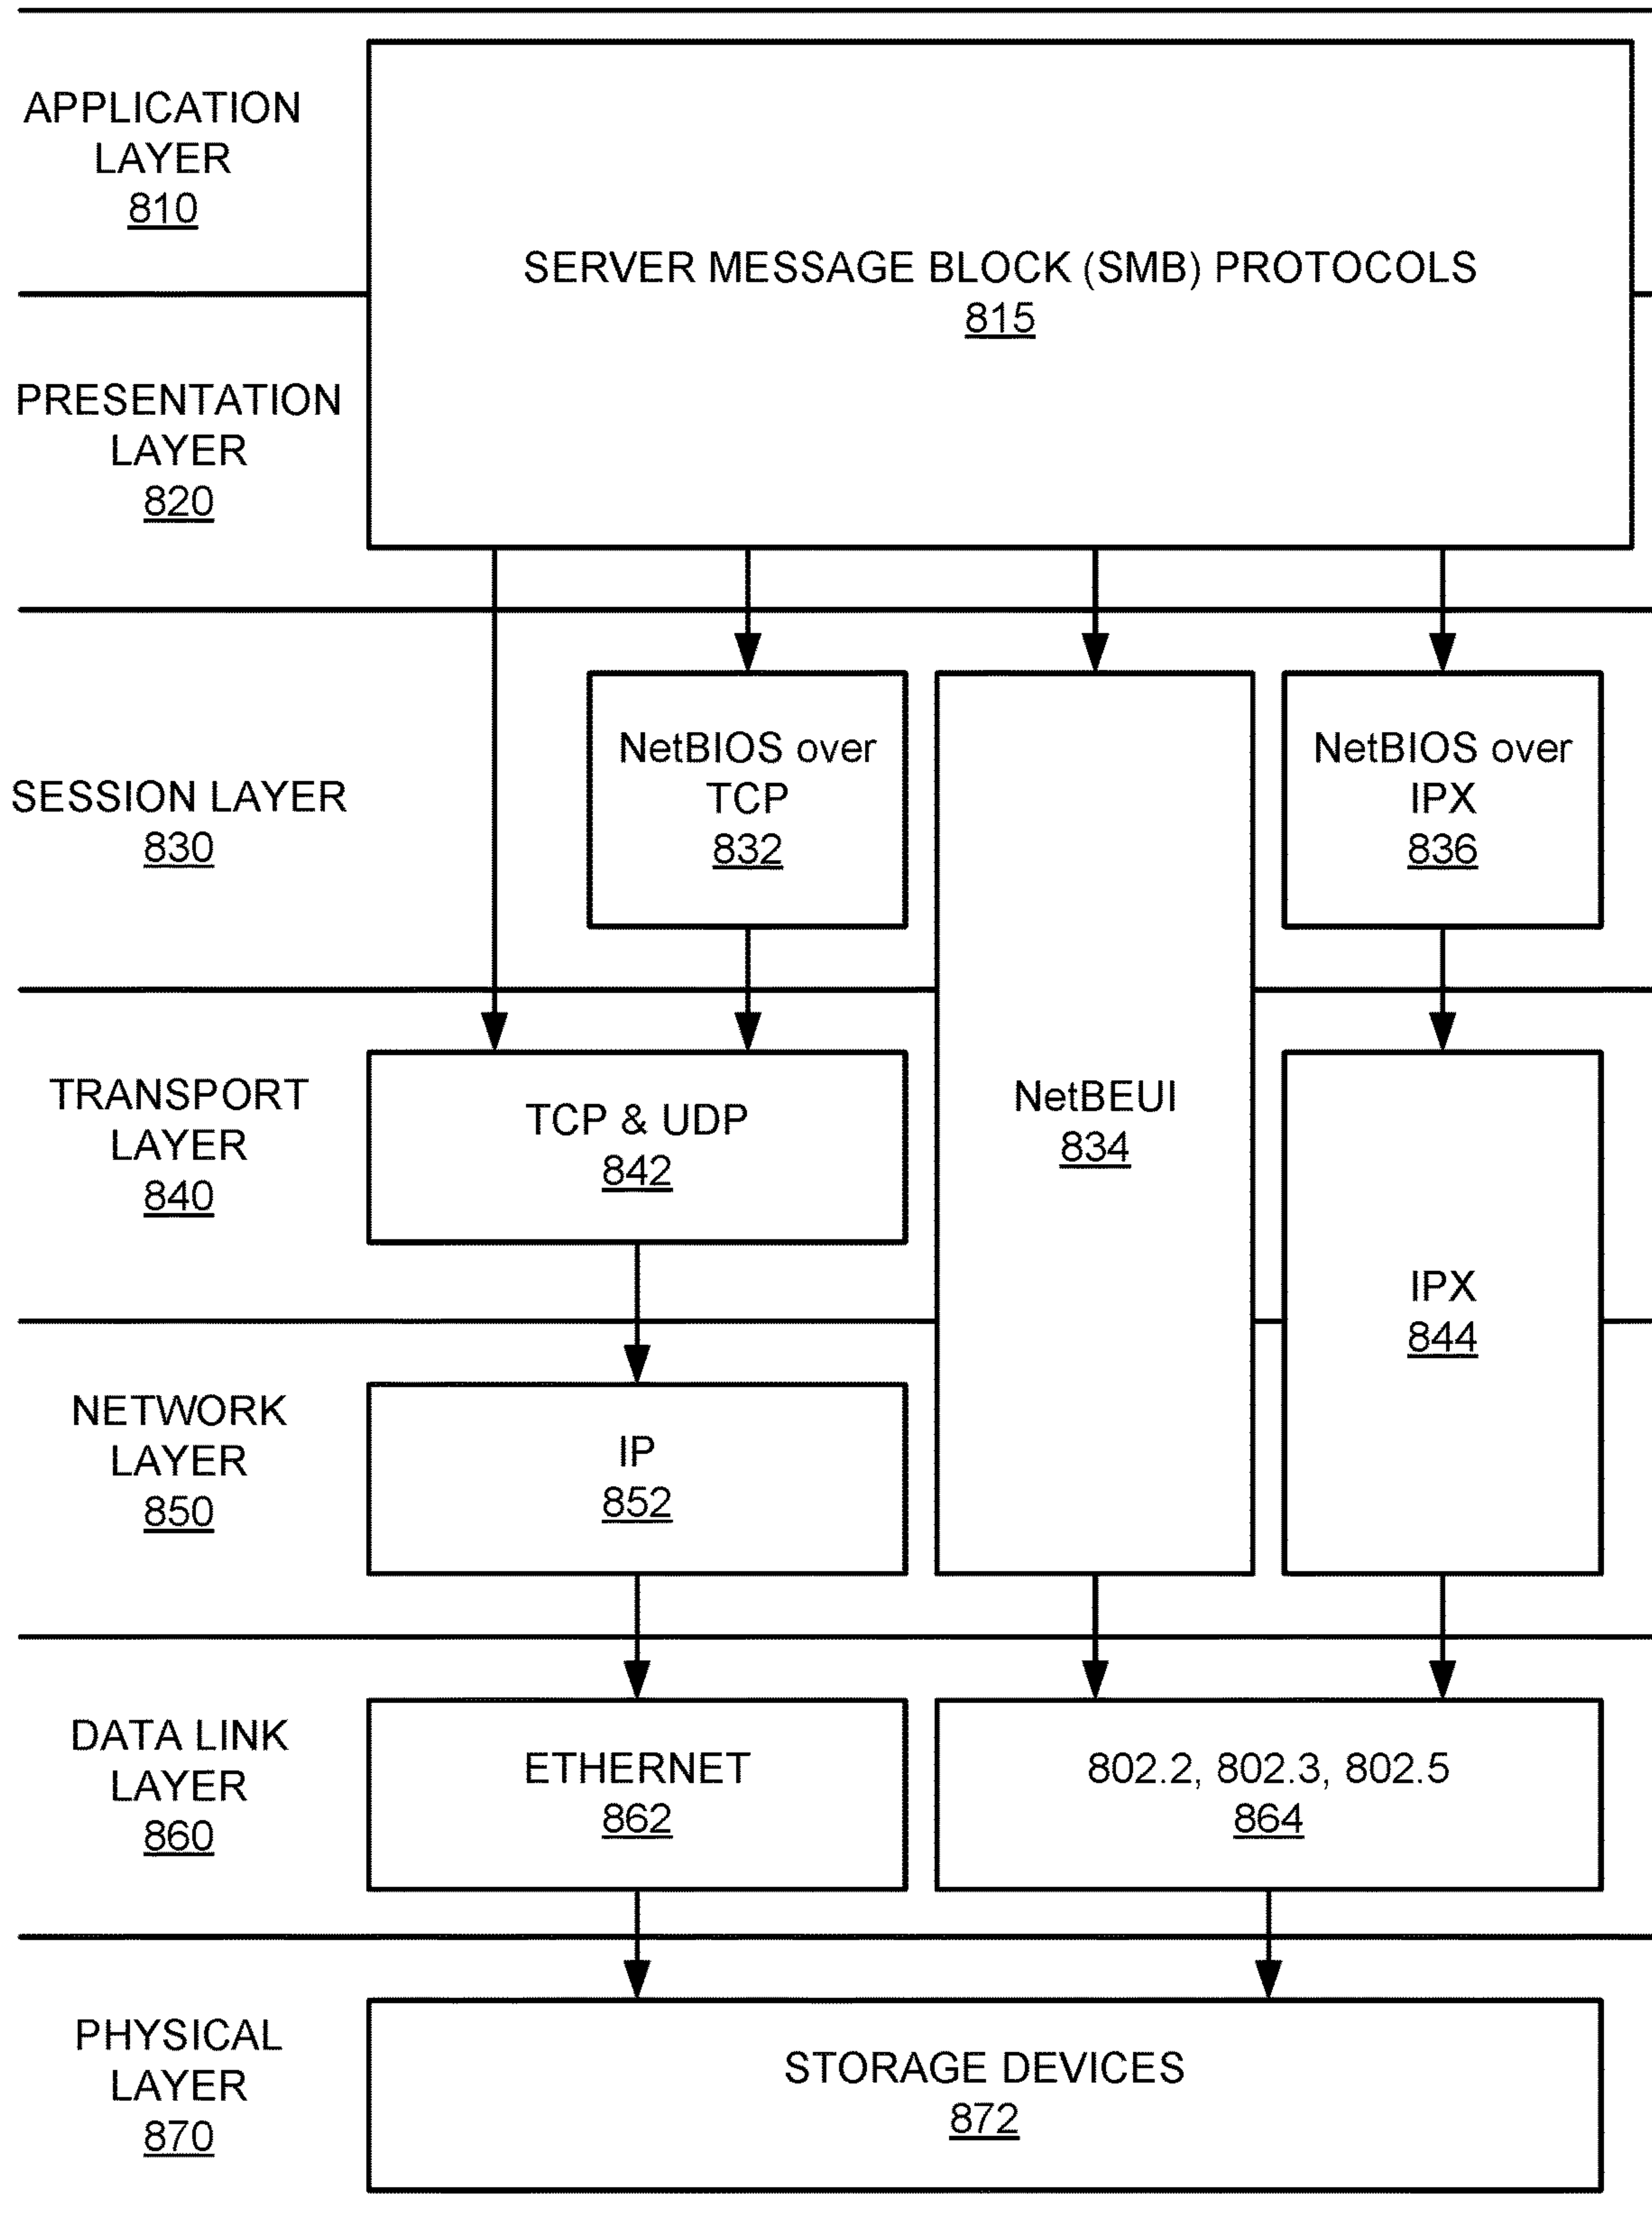 APPLICATION
LAYER
810
SERVER MESSAGE BLOCK (SMB) PROTOCOLS
815
PRESENTATION
LAYER
820
SESSION LAYER
830
NetBIOS over
TCP
832
NetBIOS over
IPX
836
TRANSPORT
LAYER
840
TCP & UDP
842
NetBEUI
834
IPX
844
NETWORK
LAYER
850
IP
852
DATA LINK
LAYER
860
ETHERNET
862
802.2, 802.3, 802.5
864
PHYSICAL
LAYER
870
STORAGE DEVICES
872